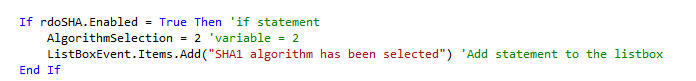 If rdoSHA.Enabled = True Then 'if statement
    AlgorithmSelection = 2 'variable = 2
    ListBoxEvent.Items.Add("SHA1 algorithm has been selected") 'Add statement to the listbox
End If